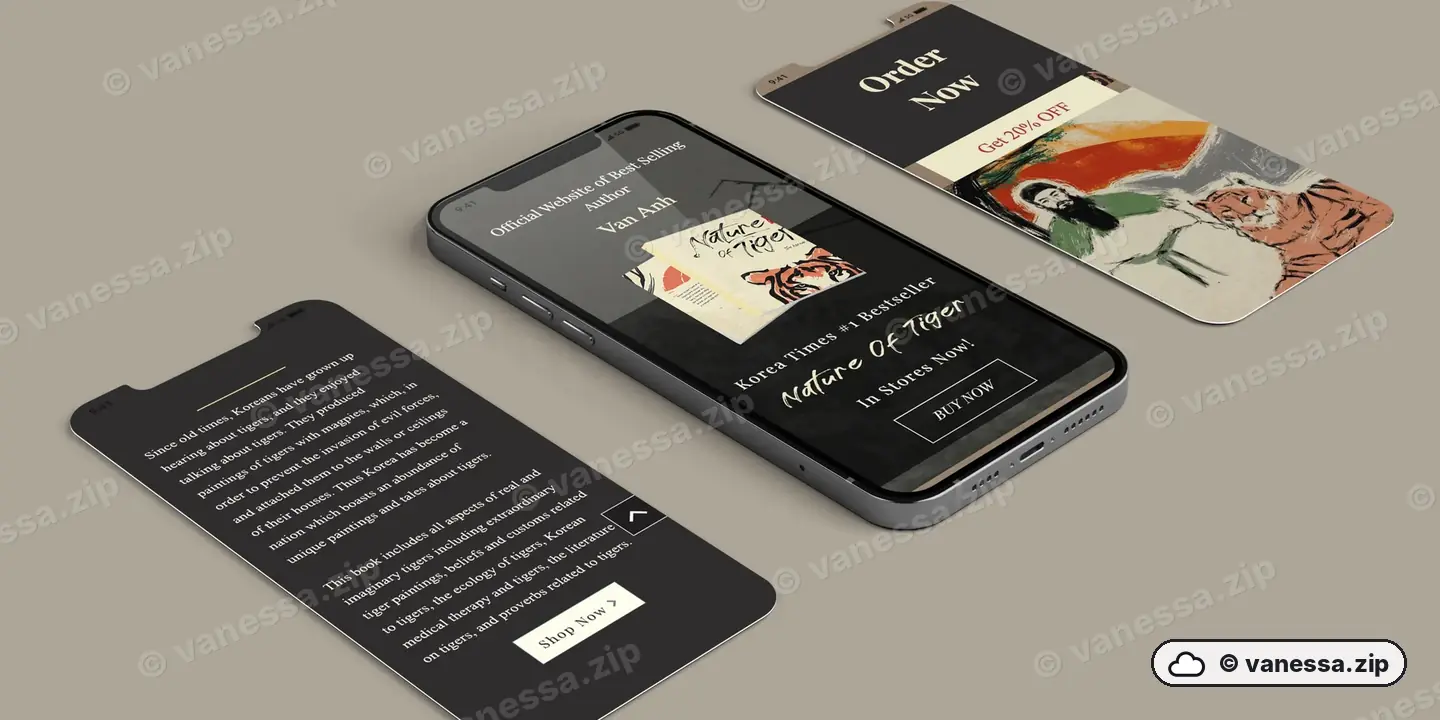 Since old times, Koreans have grown up
hearing about tigers, and they enjoyed
talking about tigers. They produced
paintings of tigers with magpies, which, in
order to prevent the invasion of evil forces,
and attached them to the walls or ceilings
of their houses. Thus Korea has become a
nation which boasts an abundance of
unique paintings and tales about tigers.
This book includes all aspects of real and
imaginary tigers including extraordinary
tiger paintings, beliefs and customs related
to tigers, the ecology of tigers, Korean
medical therapy and tigers, the literature
on tigers, and proverbs related to tigers.
Shop Now >
9:41
Official Website of Best Selling
Author
Van Anh
Nature
Of Tiger
Korea Times #1 Bestseller
Nature Of Tiger
In Stores Now!
BUY NOW
9:41
5G
Order
Now
Get 20% OFF
© vanessa.zip